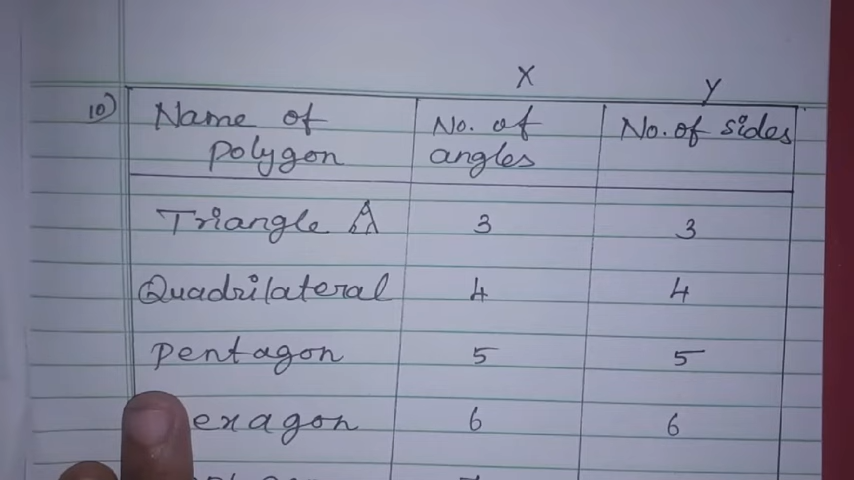 X Y
10) Name of polygon No. of angles No. of sides
Triangle 3 3
Quadrilateral 4 4
Pentagon 5 5
exagon 6 6